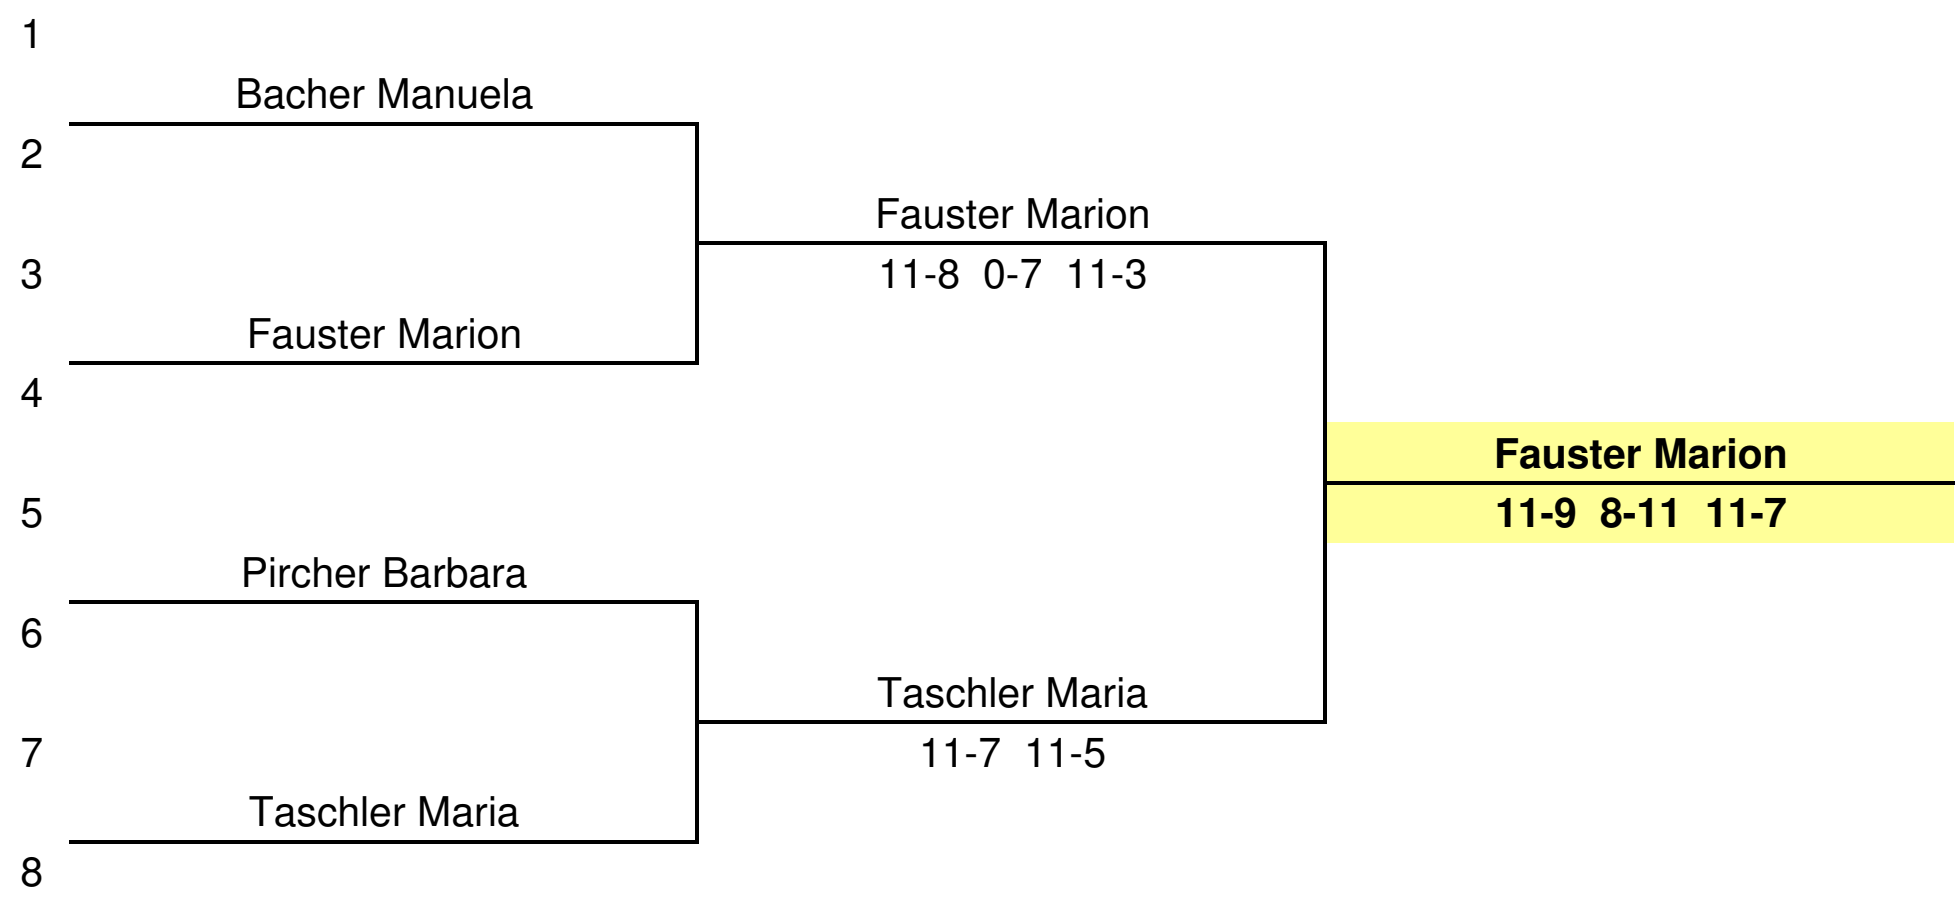 1
Bacher Manuela
2
Fauster Marion
3
11-8 0-7 11-3
Fauster Marion
4
Fauster Marion
5
11-9 8-11 11-7
Pircher Barbara
6
Taschler Maria
7
11-7 11-5
Taschler Maria
8